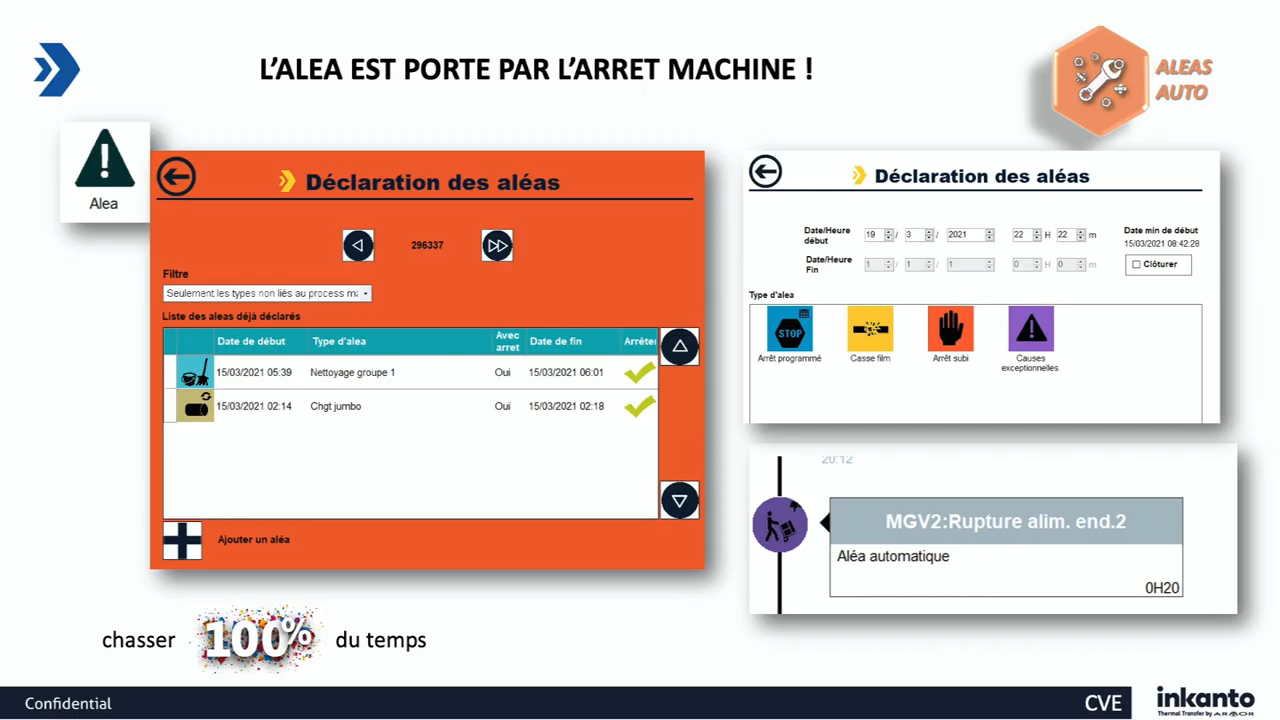 L'ALEA EST PORTE PAR L'ARRET MACHINE !
ALEAS
AUTO
Alea
Déclaration des aléas
296337
Filtre
Seulement les types non liés au process ma
Liste des aleas déjà déclarés
Date de début Type d'alea Avec arret Date de fin Arrêter
15/03/2021 05:39 Nettoyage groupe 1 Oui 15/03/2021 06:01
15/03/2021 02:14 Chgt jumbo Oui 15/03/2021 02:18
Ajouter un aléa
Déclaration des aléas
Date/Heure début 19 / 3 / 2021 22 H 22 m
Date/Heure Fin 1 / 1 / 1 0 H 0 m
Date min de début
15/03/2021 08:42:28
Clôturer
Type d'alea
STOP
Arrêt programmé Casse film Arrêt subi Causes exceptionnelles
20:12
MGV2:Rupture alim. end.2
Aléa automatique
0H20
chasser 100% du temps
Confidential
CVE
inkanto
Thermal Transfer by ARMOR